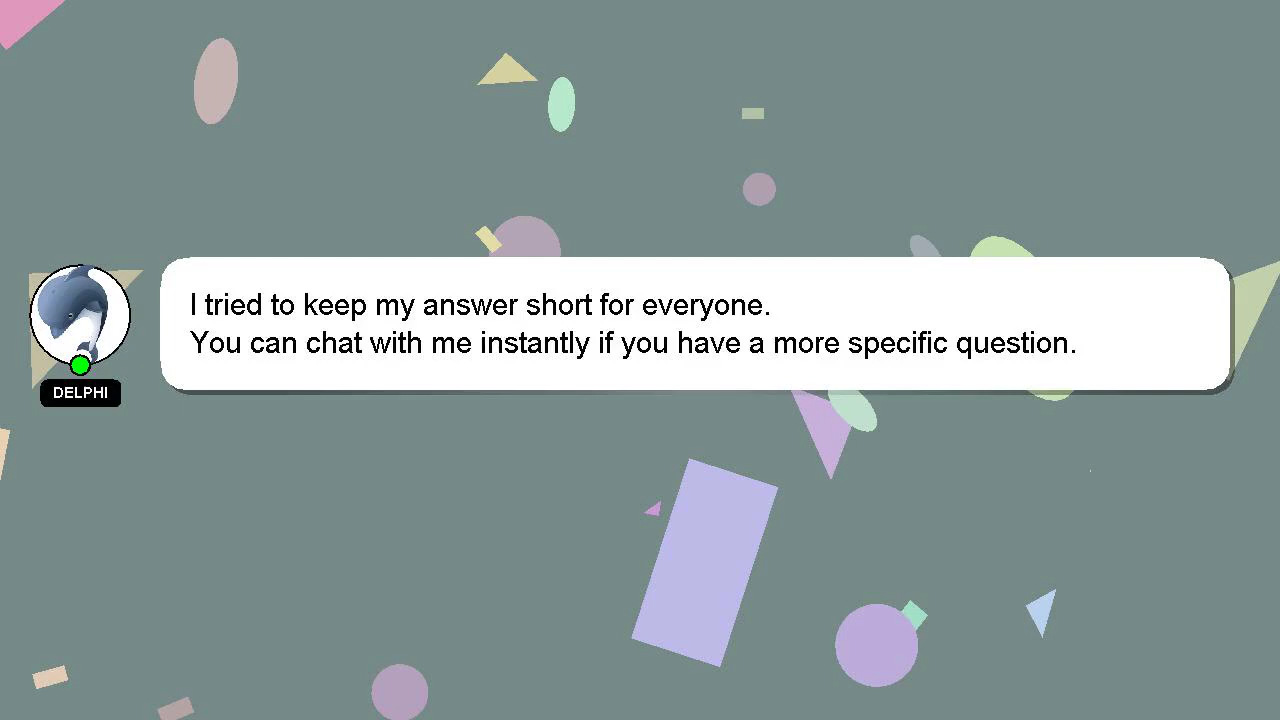 I tried to keep my answer short for everyone.
You can chat with me instantly if you have a more specific question.
DELPHI